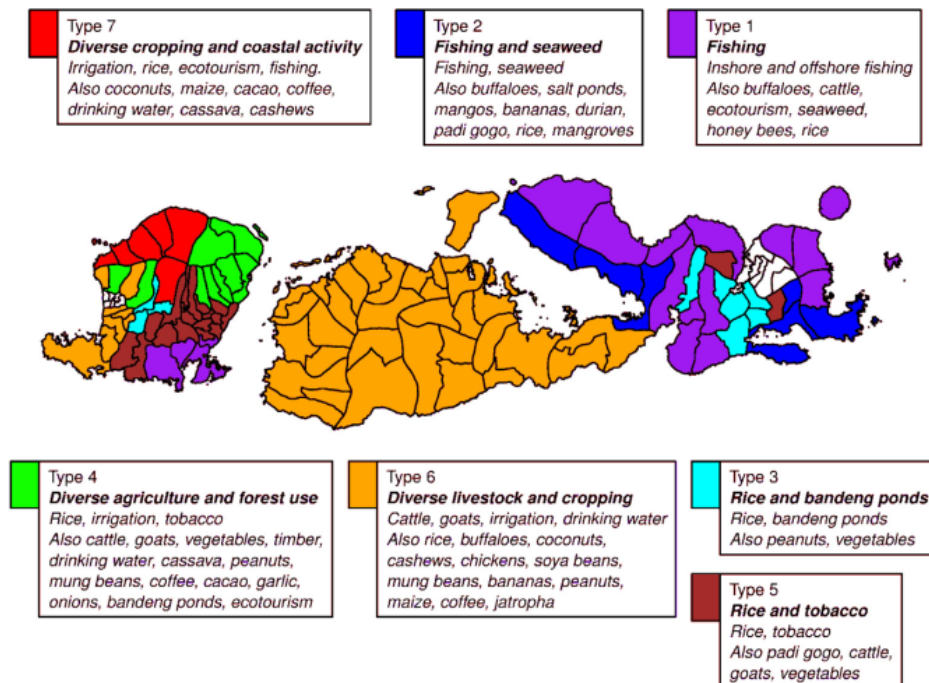 Type 7
Diverse cropping and coastal activity
Irrigation, rice, ecotourism, fishing.
Also coconuts, maize, cacao, coffee,
drinking water, cassava, cashews
Type 2
Fishing and seaweed
Fishing, seaweed
Also buffaloes, salt ponds,
mangos, bananas, durian,
padi gogo, rice, mangroves
Type 1
Fishing
Inshore and offshore fishing
Also buffaloes, cattle,
ecotourism, seaweed,
honey bees, rice
Type 4
Diverse agriculture and forest use
Rice, irrigation, tobacco
Also cattle, goats, vegetables, timber,
drinking water, cassava, peanuts,
mung beans, coffee, cacao, garlic,
onions, bandeng ponds, ecotourism
Type 6
Diverse livestock and cropping
Cattle, goats, irrigation, drinking water
Also rice, buffaloes, coconuts,
cashews, chickens, soya beans,
mung beans, bananas, peanuts,
maize, coffee, jatropha
Type 3
Rice and bandeng ponds
Rice, bandeng ponds
Also peanuts, vegetables
Type 5
Rice and tobacco
Rice, tobacco
Also padi gogo, cattle,
goats, vegetables